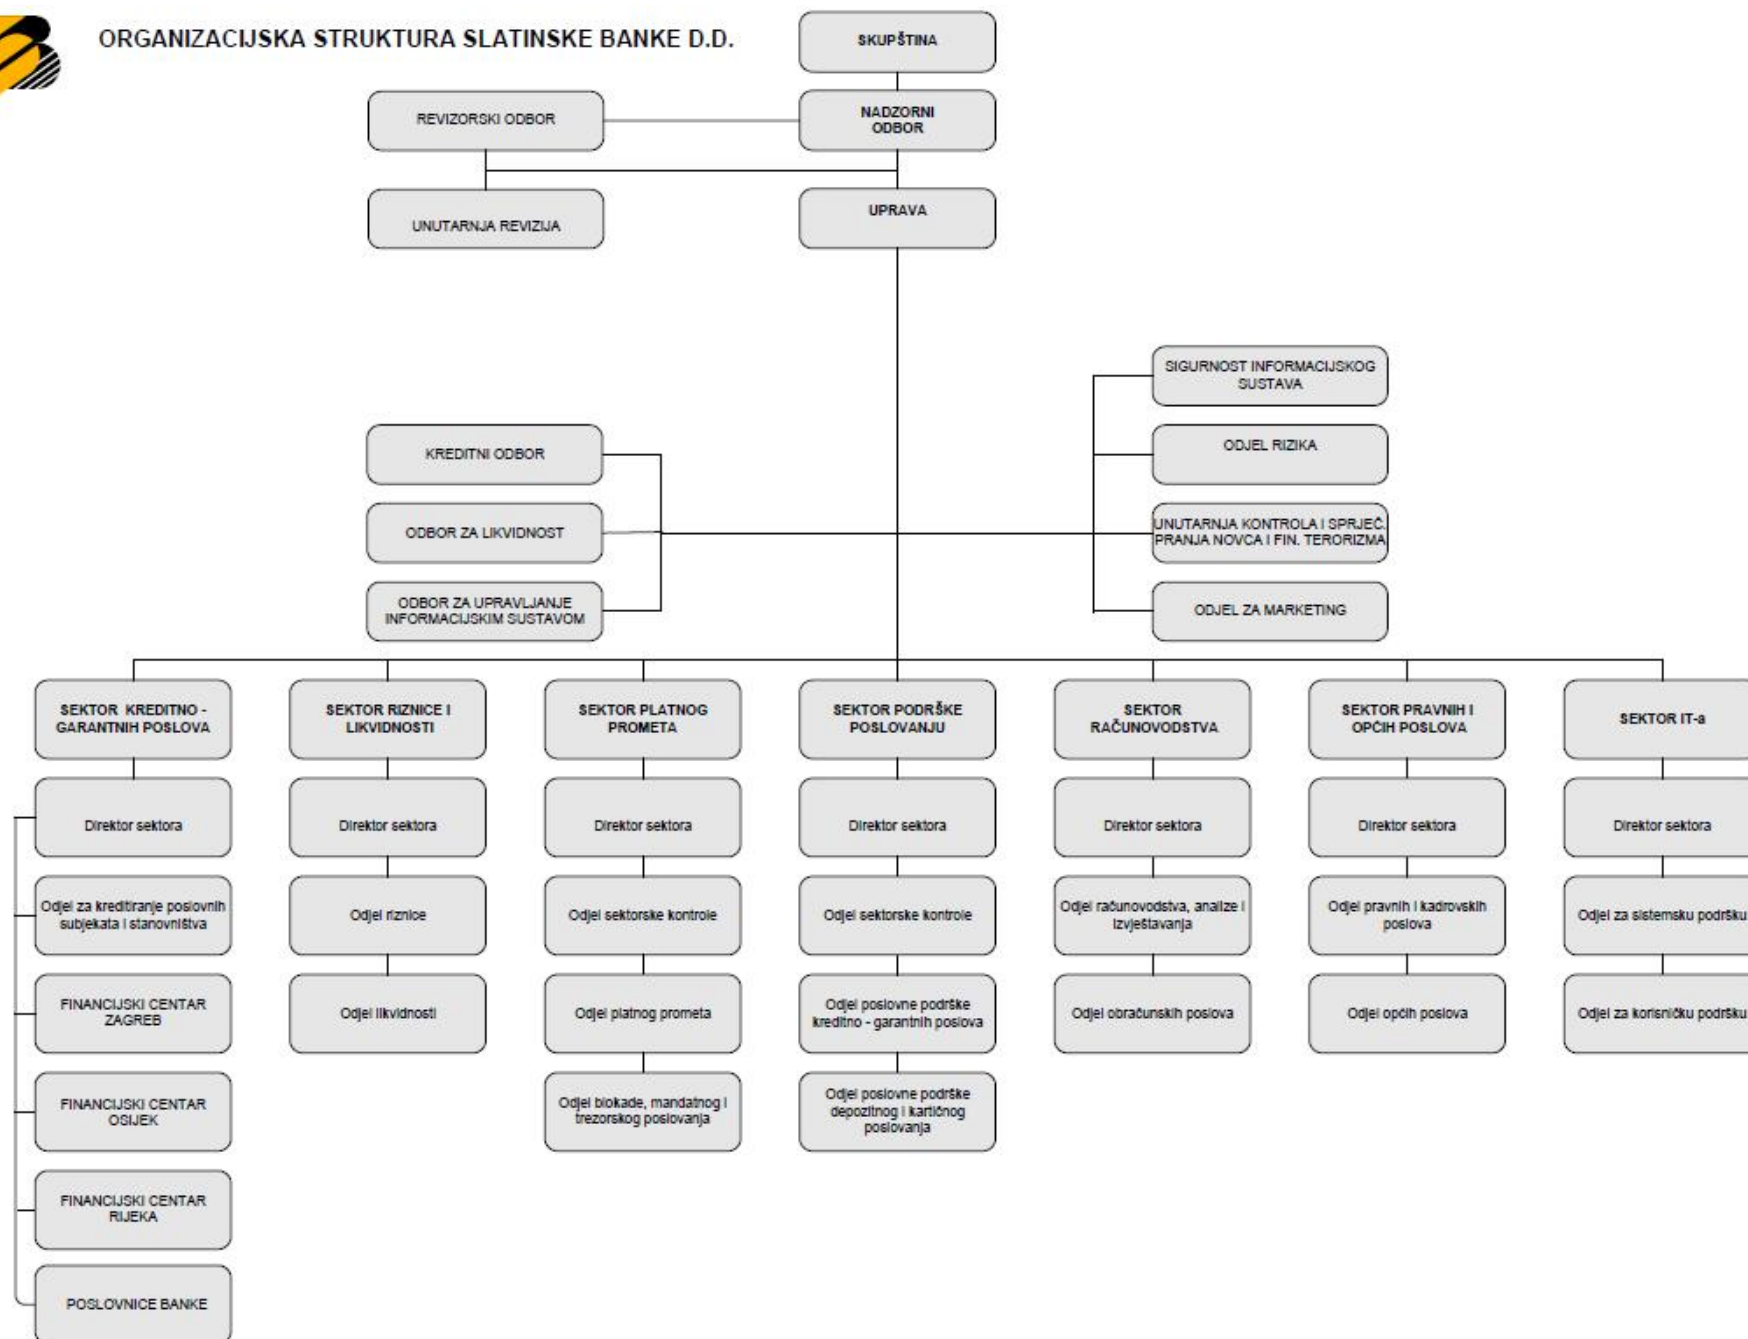 ORGANIZACIJSKA STRUKTURA SLATINSKE BANKE D.D.
SKUPŠTINA
REVIZORSKI ODBOR
NADZORNI
ODBOR
UNUTARNJA REVIZIJA
UPRAVA
SIGURNOST INFORMACIJSKOG
SUSTAVA
KREDITNI ODBOR
ODJEL RIZIKA
ODBOR ZA LIKVIDNOST
UNUTARNJA KONTROLA I SPRJEČ.
PRANJA NOVCA I FIN. TERORIZMA
ODBOR ZA UPRAVLJANJE
INFORMACIJSKIM SUSTAVOM
ODJEL ZA MARKETING
SEKTOR KREDITNO -
GARANTNIH POSLOVA
SEKTOR RIZNICE I
LIKVIDNOSTI
SEKTOR PLATNOG
PROMETA
SEKTOR PODRŠKE
POSLOVANJU
SEKTOR
RAČUNOVODSTVA
SEKTOR PRAVNIH I
OPĆIH POSLOVA
SEKTOR IT-a
Direktor sektora
Direktor sektora
Direktor sektora
Direktor sektora
Direktor sektora
Direktor sektora
Direktor sektora
Odjel za kreditiranje poslovnih
subjekata i stanovništva
Odjel riznice
Odjel sektorske kontrole
Odjel sektorske kontrole
Odjel računovodstva, analize i
izvještavanja
Odjel pravnih i kadrovskih
poslova
Odjel za sistemsku podršku
FINANCIJSKI CENTAR
ZAGREB
Odjel likvidnosti
Odjel platnog prometa
Odjel poslovne podrške
kreditno - garantnih poslova
Odjel obračunskih poslova
Odjel općih poslova
Odjel za korisničku podršku
FINANCIJSKI CENTAR
OSIJEK
Odjel blokade, mandatnog i
trezorskog poslovanja
Odjel poslovne podrške
depozitnog i kartičnog
poslovanja
FINANCIJSKI CENTAR
RIJEKA
POSLOVNICE BANKE